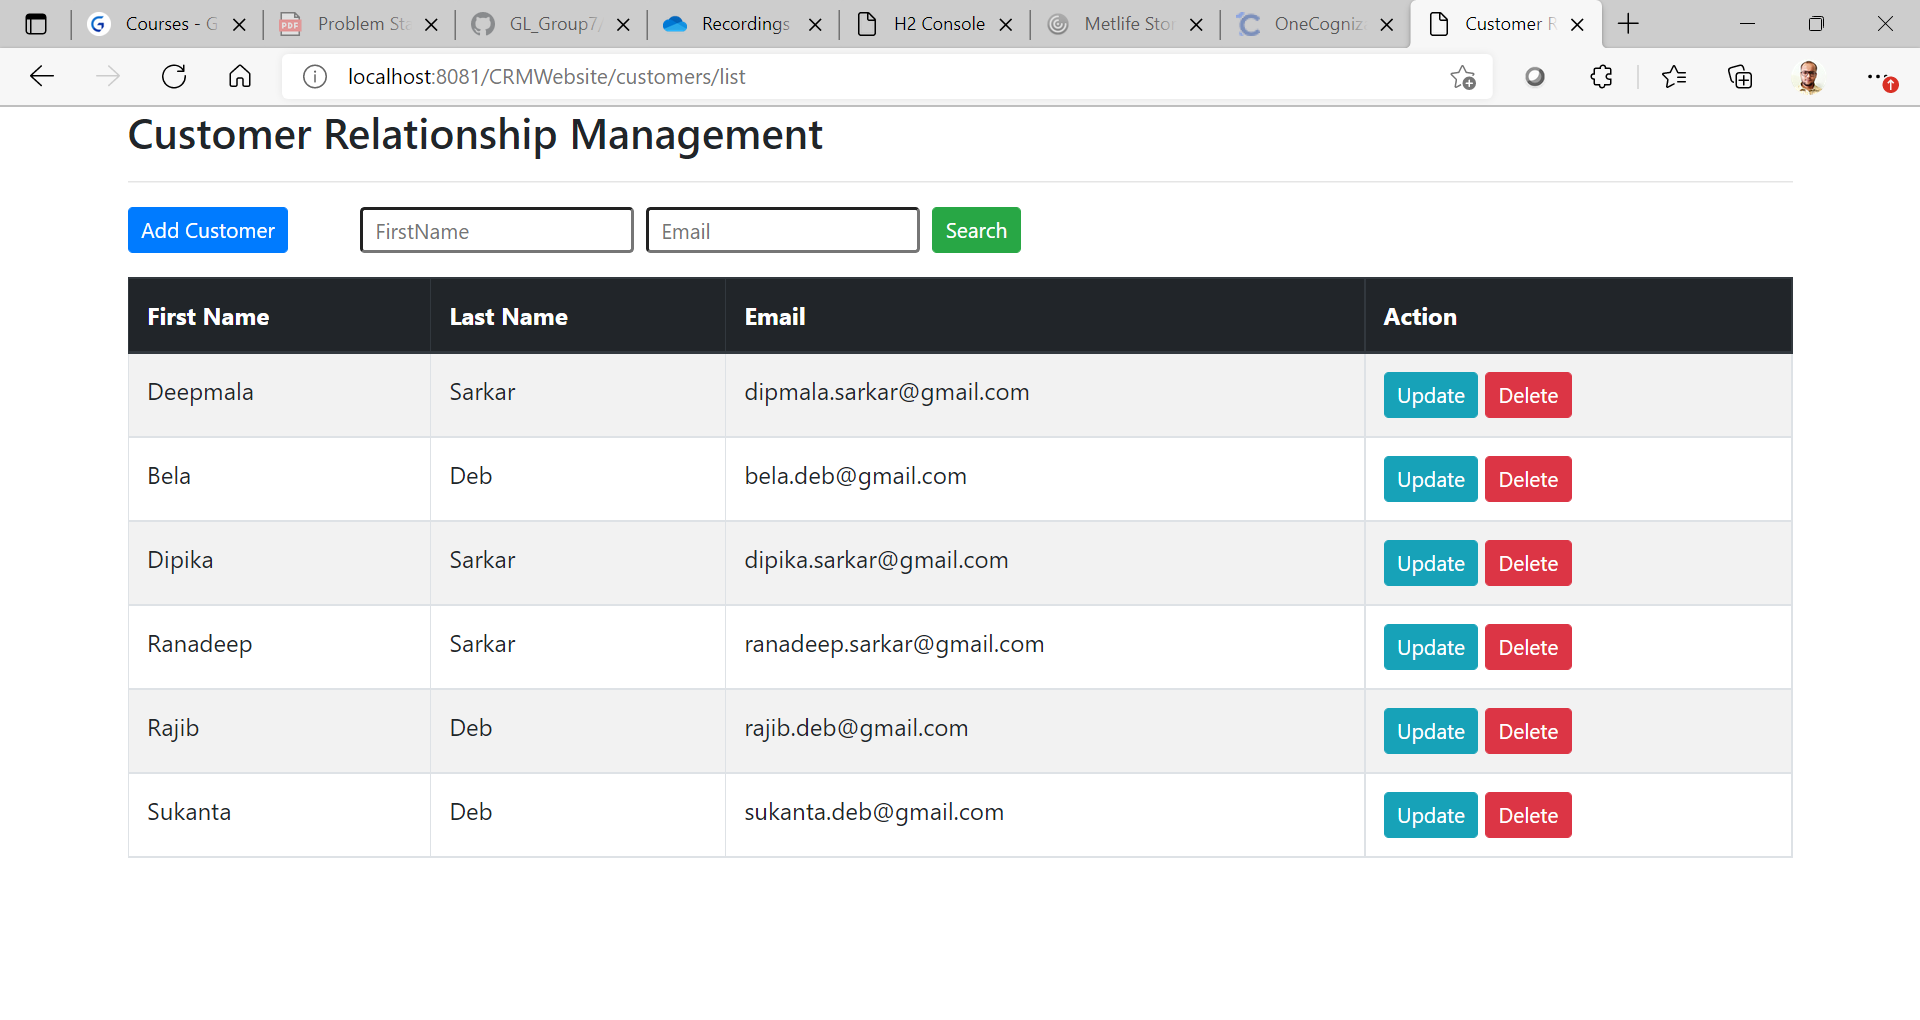 Courses - G Problem Sta GL_Group7/ Recordings H2 Console Metlife Stor OneCogniz Customer R
localhost:8081/CRMWebsite/customers/list
Customer Relationship Management
Add Customer FirstName Email Search
First Name Last Name Email Action
Deepmala Sarkar dipmala.sarkar@gmail.com Update Delete
Bela Deb bela.deb@gmail.com Update Delete
Dipika Sarkar dipika.sarkar@gmail.com Update Delete
Ranadeep Sarkar ranadeep.sarkar@gmail.com Update Delete
Rajib Deb rajib.deb@gmail.com Update Delete
Sukanta Deb sukanta.deb@gmail.com Update Delete